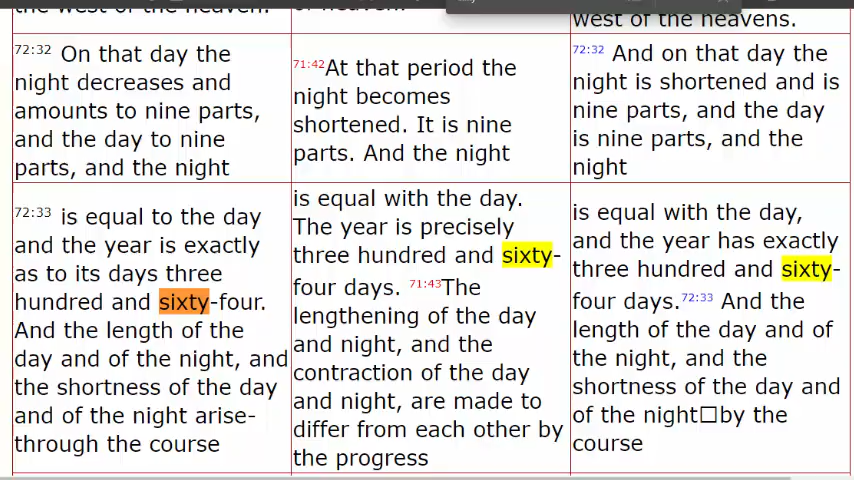 the west of the heaven.
of heaven.
west of the heavens.
72:32 On that day the
night decreases and
amounts to nine parts,
and the day to nine
parts, and the night
71:42At that period the
night becomes
shortened. It is nine
parts. And the night
72:32 And on that day the
night is shortened and is
nine parts, and the day
is nine parts, and the
night
72:33 is equal to the day
and the year is exactly
as to its days three
hundred and sixty-four.
And the length of the
day and of the night, and
the shortness of the day
and of the night arise-
through the course
is equal with the day.
The year is precisely
three hundred and sixty-
four days. 71:43The
lengthening of the day
and night, and the
contraction of the day
and night, are made to
differ from each other by
the progress
is equal with the day,
and the year has exactly
three hundred and sixty-
four days.72:33 And the
length of the day and of
the night, and the
shortness of the day and
of the night□by the
course